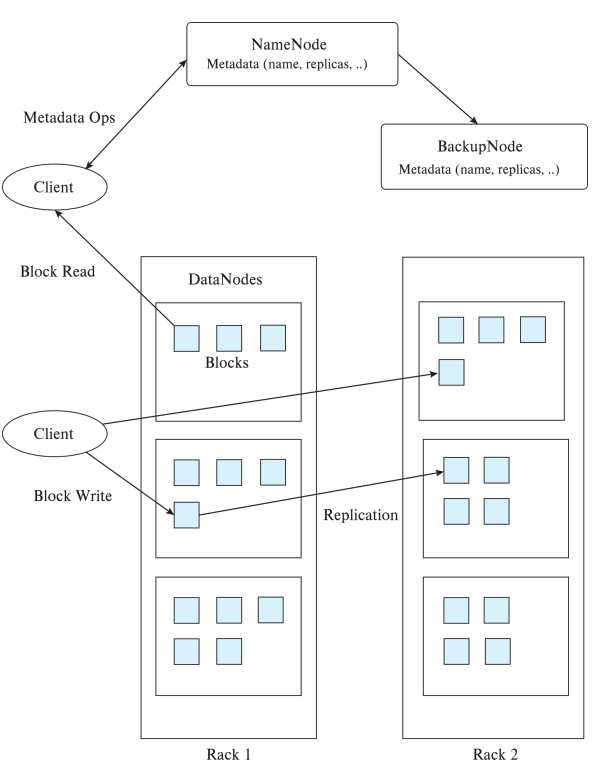 NameNode
Metadata (name, replicas, ..)
Metadata Ops
BackupNode
Metadata (name, replicas, ..)
Client
Block Read
DataNodes
Blocks
Client
Block Write
Replication
Rack 1
Rack 2